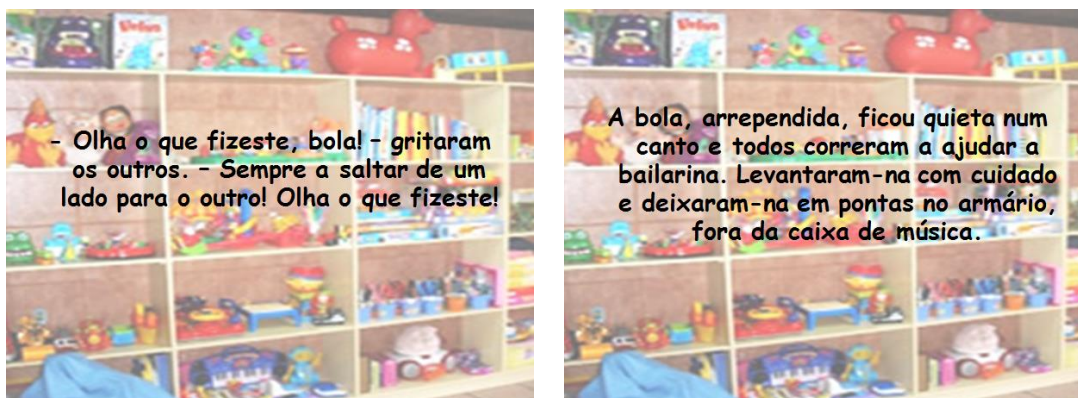 - Olha o que fizeste, bola! – gritaram
os outros. – Sempre a saltar de um
lado para o outro! Olha o que fizeste!
A bola, arrependida, ficou quieta num
canto e todos correram a ajudar a
bailarina. Levantaram-na com cuidado
e deixaram-na em pontas no armário,
fora da caixa de música.